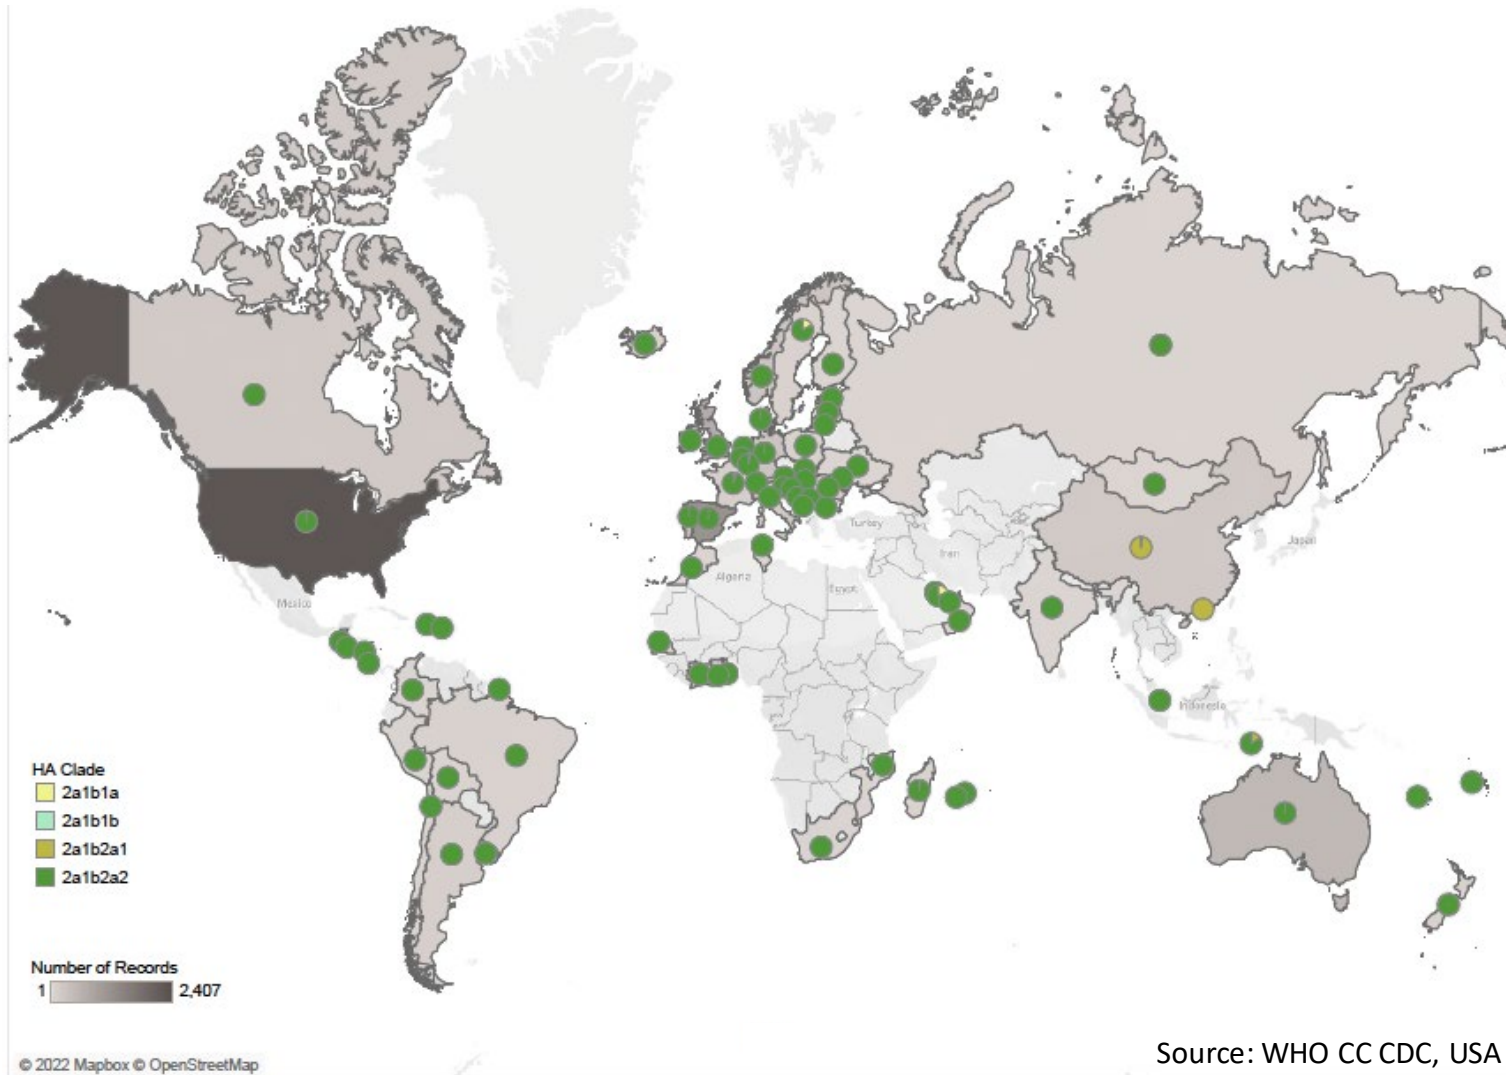 Turkey
Japan
Iran
Algeria
Egypt
Mexico
Indonesia
HA Clade
2a1b1a
2a1b1b
2a1b2a1
2a1b2a2
Number of Records
1 2,407
© 2022 Mapbox © OpenStreetMap
Source: WHO CC CDC, USA